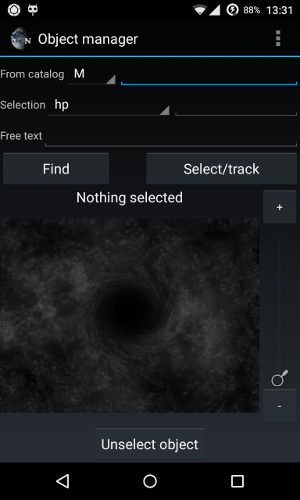 88% 13:31
N Object manager
From catalog M
Selection hp
Free text
Find Select/track
Nothing selected
+
-
Unselect object